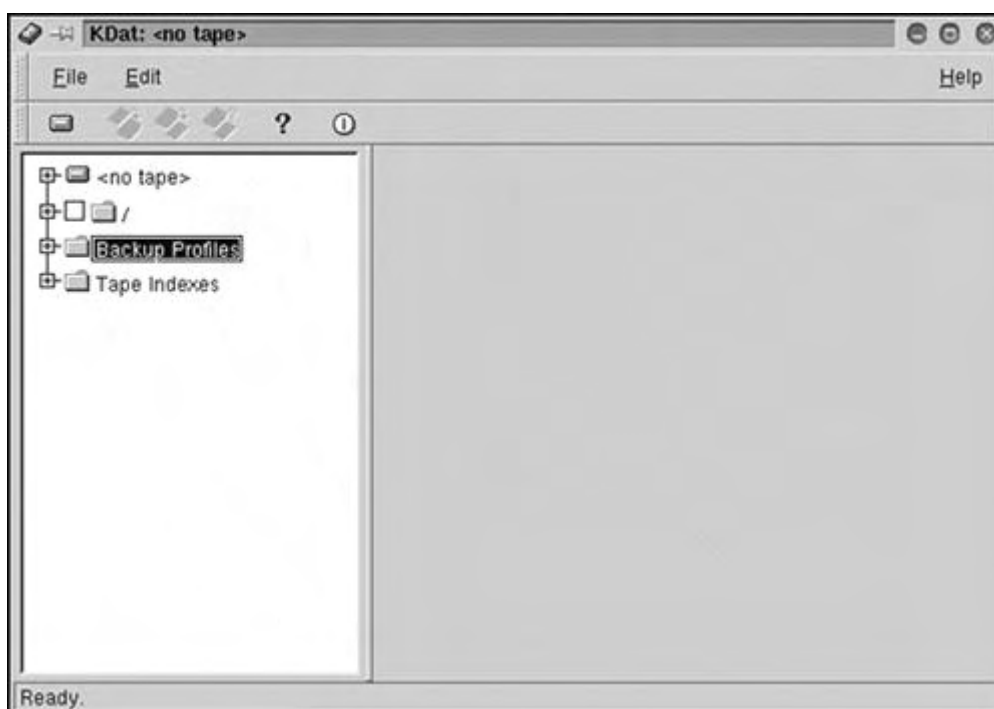 KDat: <no tape>
File Edit Help
?
<no tape>
/
Backup Profiles
Tape Indexes
Ready.